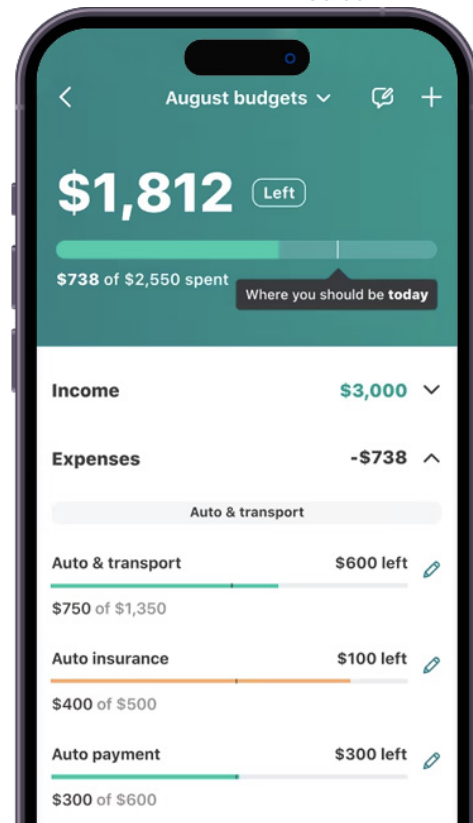 August budgets
$1,812 Left
$738 of $2,550 spent
Where you should be today
Income $3,000
Expenses -$738
Auto & transport
Auto & transport $600 left
$750 of $1,350
Auto insurance $100 left
$400 of $500
Auto payment $300 left
$300 of $600